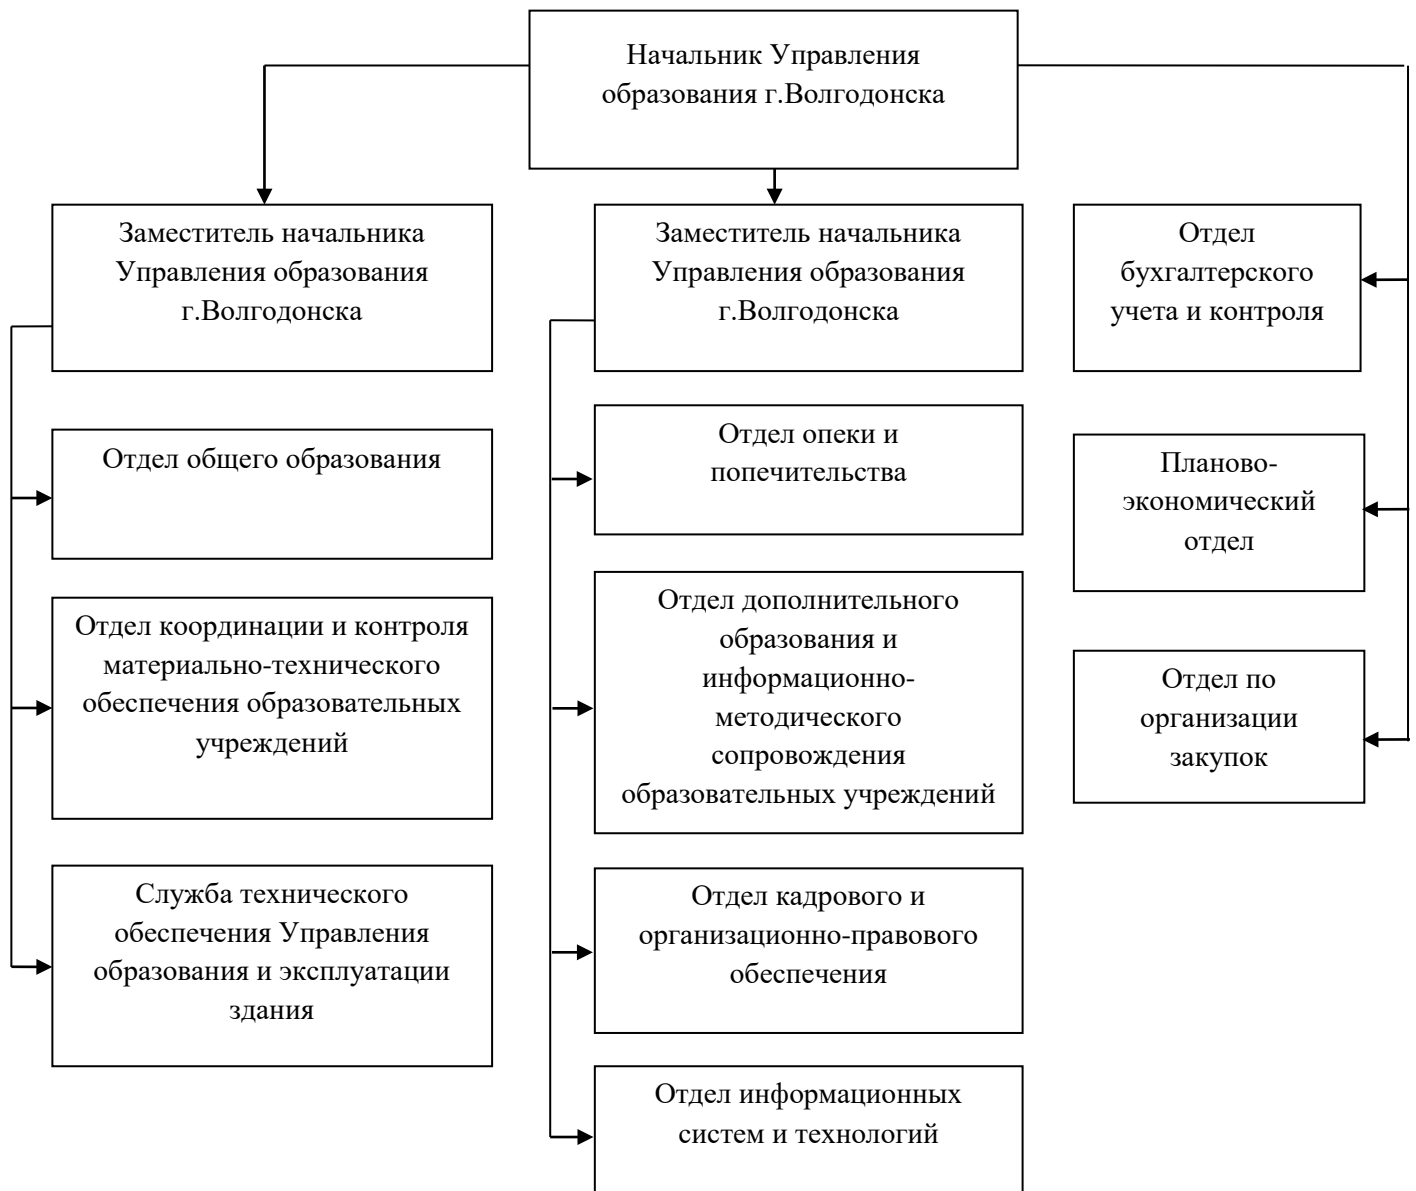 Начальник Управления
образования г.Волгодонска
Заместитель начальника
Управления образования
г.Волгодонска
Отдел общего образования
Отдел координации и контроля
материально-технического
обеспечения образовательных
учреждений
Служба технического
обеспечения Управления
образования и эксплуатации
здания
Заместитель начальника
Управления образования
г.Волгодонска
Отдел опеки и
попечительства
Отдел дополнительного
образования и
информационно-
методического
сопровождения
образовательных учреждений
Отдел кадрового и
организационно-правового
обеспечения
Отдел информационных
систем и технологий
Отдел
бухгалтерского
учета и контроля
Планово-
экономический
отдел
Отдел по
организации
закупок